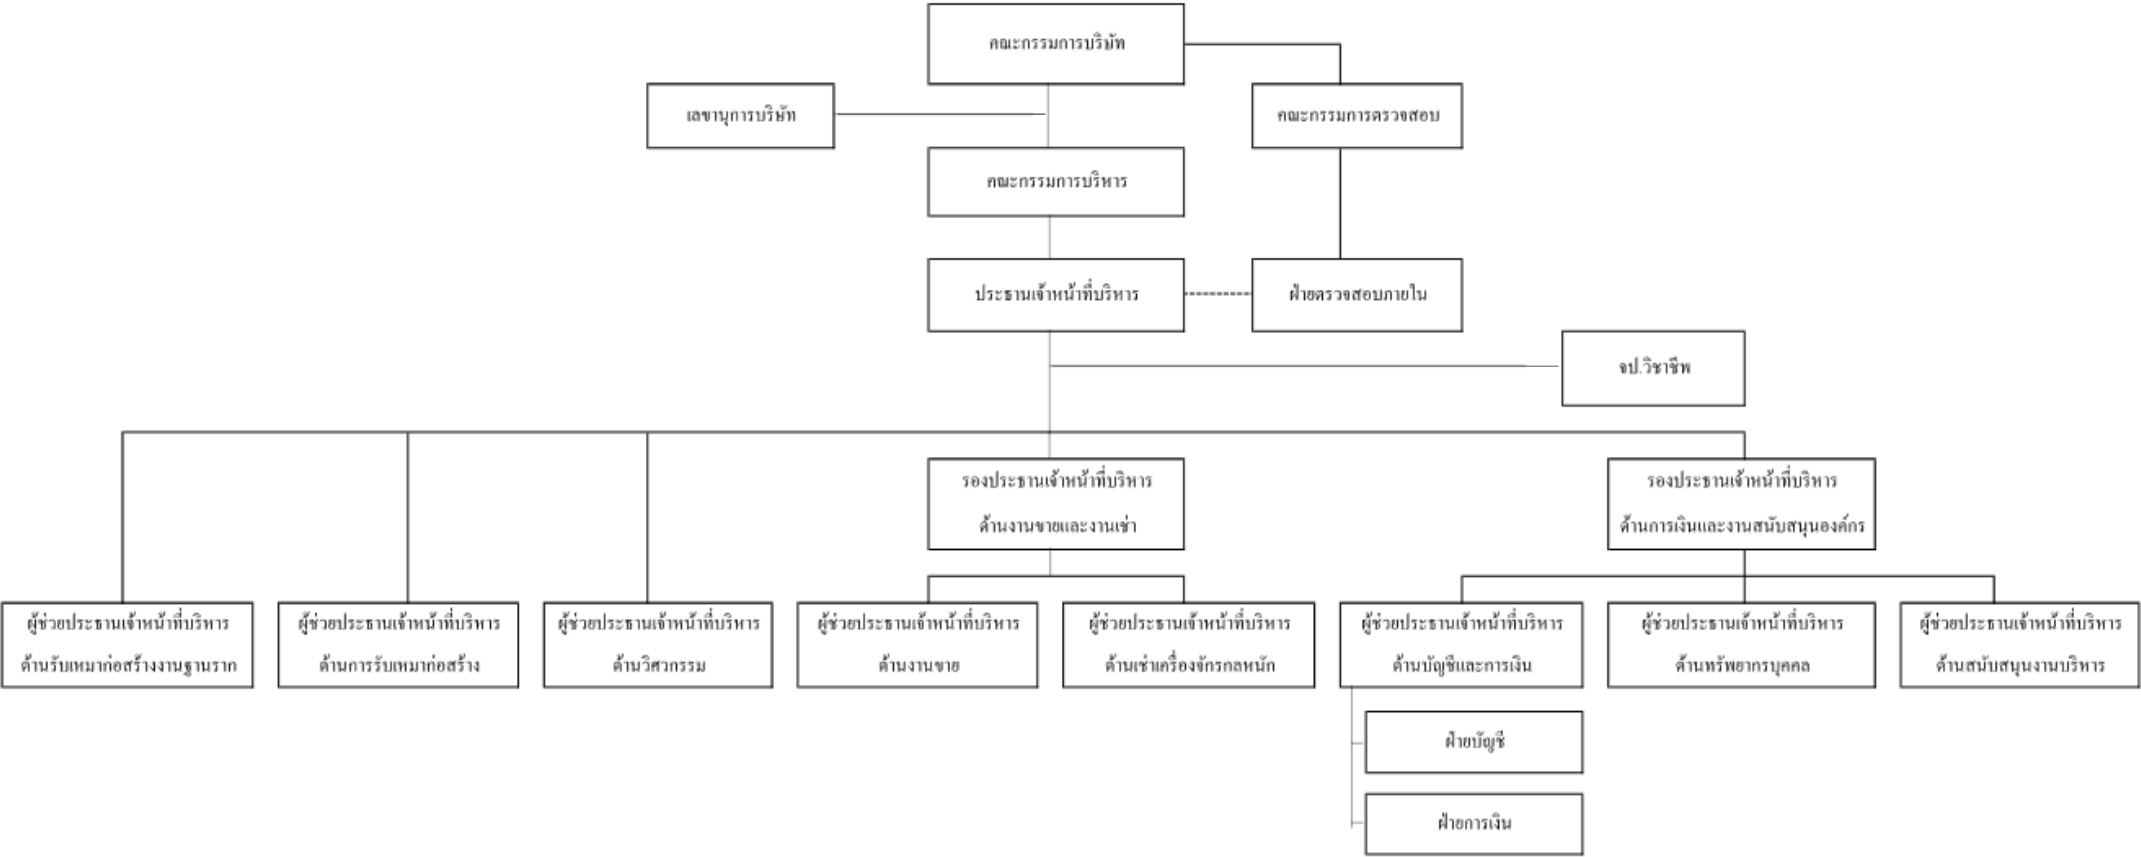 คณะกรรมการบริษัท
เลขานุการบริษัท
คณะกรรมการตรวจสอบ
คณะกรรมการบริหาร
ประธานเจ้าหน้าที่บริหาร
ฝ่ายตรวจสอบภายใน
จป.วิชาชีพ
รองประธานเจ้าหน้าที่บริหาร
ด้านงานขายและงานเช่า
รองประธานเจ้าหน้าที่บริหาร
ด้านการเงินและงานสนับสนุนองค์กร
ผู้ช่วยประธานเจ้าหน้าที่บริหาร
ด้านรับเหมาก่อสร้างงานฐานราก
ผู้ช่วยประธานเจ้าหน้าที่บริหาร
ด้านการรับเหมาก่อสร้าง
ผู้ช่วยประธานเจ้าหน้าที่บริหาร
ด้านวิศวกรรม
ผู้ช่วยประธานเจ้าหน้าที่บริหาร
ด้านงานขาย
ผู้ช่วยประธานเจ้าหน้าที่บริหาร
ด้านเช่าเครื่องจักรกลหนัก
ผู้ช่วยประธานเจ้าหน้าที่บริหาร
ด้านบัญชีและการเงิน
ผู้ช่วยประธานเจ้าหน้าที่บริหาร
ด้านทรัพยากรบุคคล
ผู้ช่วยประธานเจ้าหน้าที่บริหาร
ด้านสนับสนุนงานบริหาร
ฝ่ายบัญชี
ฝ่ายการเงิน